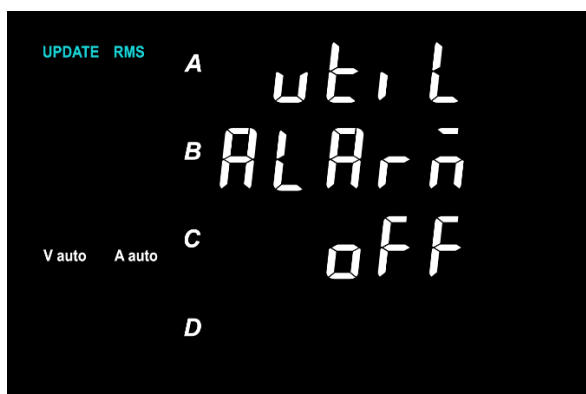 UPDATE RMS
A utiL
B ALArm
C oFF
V auto A auto
D